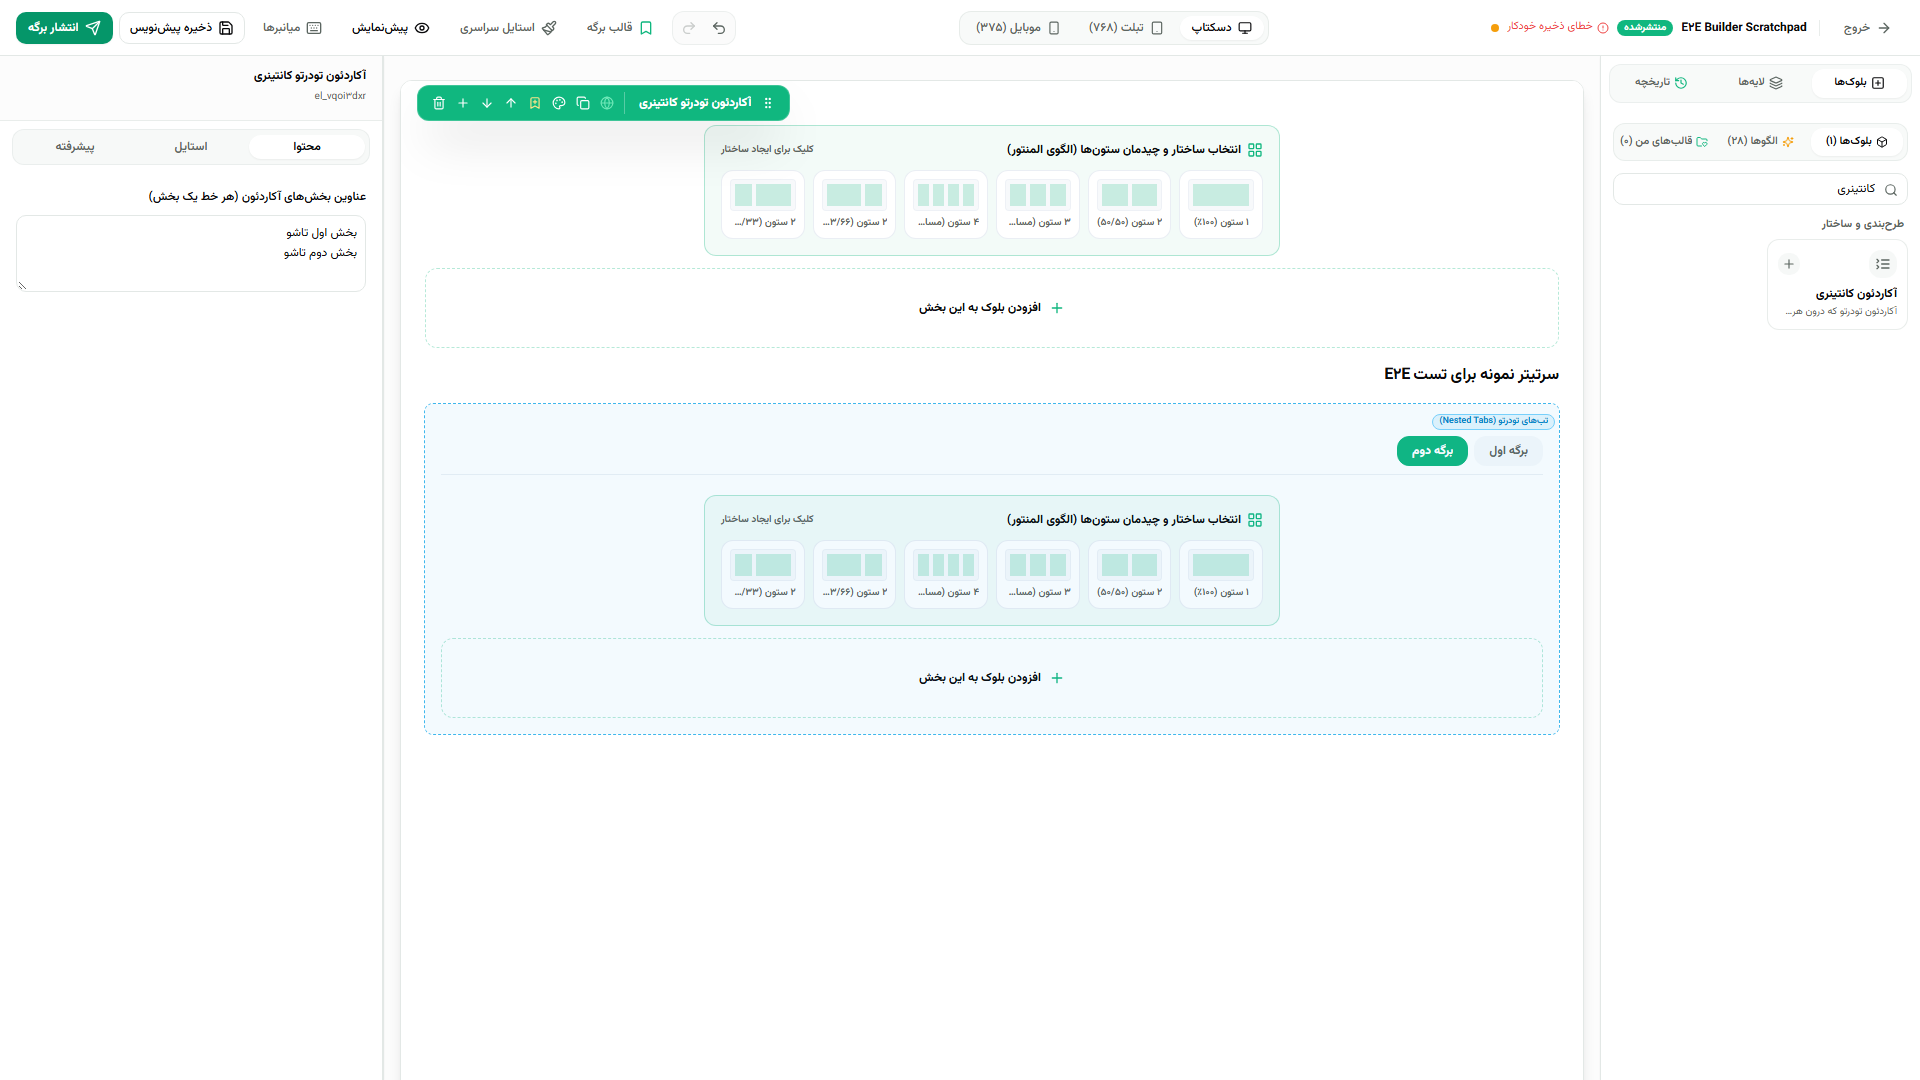 خروج
E2E Builder Scratchpad
منتشرشده
خطای ذخیره خودکار
دسکتاپ
تبلت (۷۶۸)
موبایل (۳۷۵)
قالب برگه
استایل سراسری
پیش‌نمایش
میانبرها
ذخیره پیش‌نویس
انتشار برگه
بلوک‌ها
لایه‌ها
تاریخچه
بلوک‌ها (۱)
الگوها (۲۸)
قالب‌های من (۰)
کانتینری
طرح‌بندی و ساختار
آکاردئون کانتینری
آکاردئون تودرتو که درون هر...
آکاردئون تودرتو کانتینری
انتخاب ساختار و چیدمان ستون‌ها (الگوی المنتور)
کلیک برای ایجاد ساختار
۱ ستون (۱۰۰٪)
۲ ستون (۵۰/۵۰)
۳ ستون (مسا...
۴ ستون (مسا...
۲ ستون (۳/۶۶...
۲ ستون (۳۳/...
افزودن بلوک به این بخش
سرتیتر نمونه برای تست E2E
تب‌های تودرتو (Nested Tabs)
برگه اول
برگه دوم
انتخاب ساختار و چیدمان ستون‌ها (الگوی المنتور)
کلیک برای ایجاد ساختار
۱ ستون (۱۰۰٪)
۲ ستون (۵۰/۵۰)
۳ ستون (مسا...
۴ ستون (مسا...
۲ ستون (۳/۶۶...
۲ ستون (۳۳/...
افزودن بلوک به این بخش
آکاردئون تودرتو کانتینری
el_vqoi3dxr
محتوا
استایل
پیشرفته
عناوین بخش‌های آکاردئون (هر خط یک بخش)
بخش اول تاشو
بخش دوم تاشو